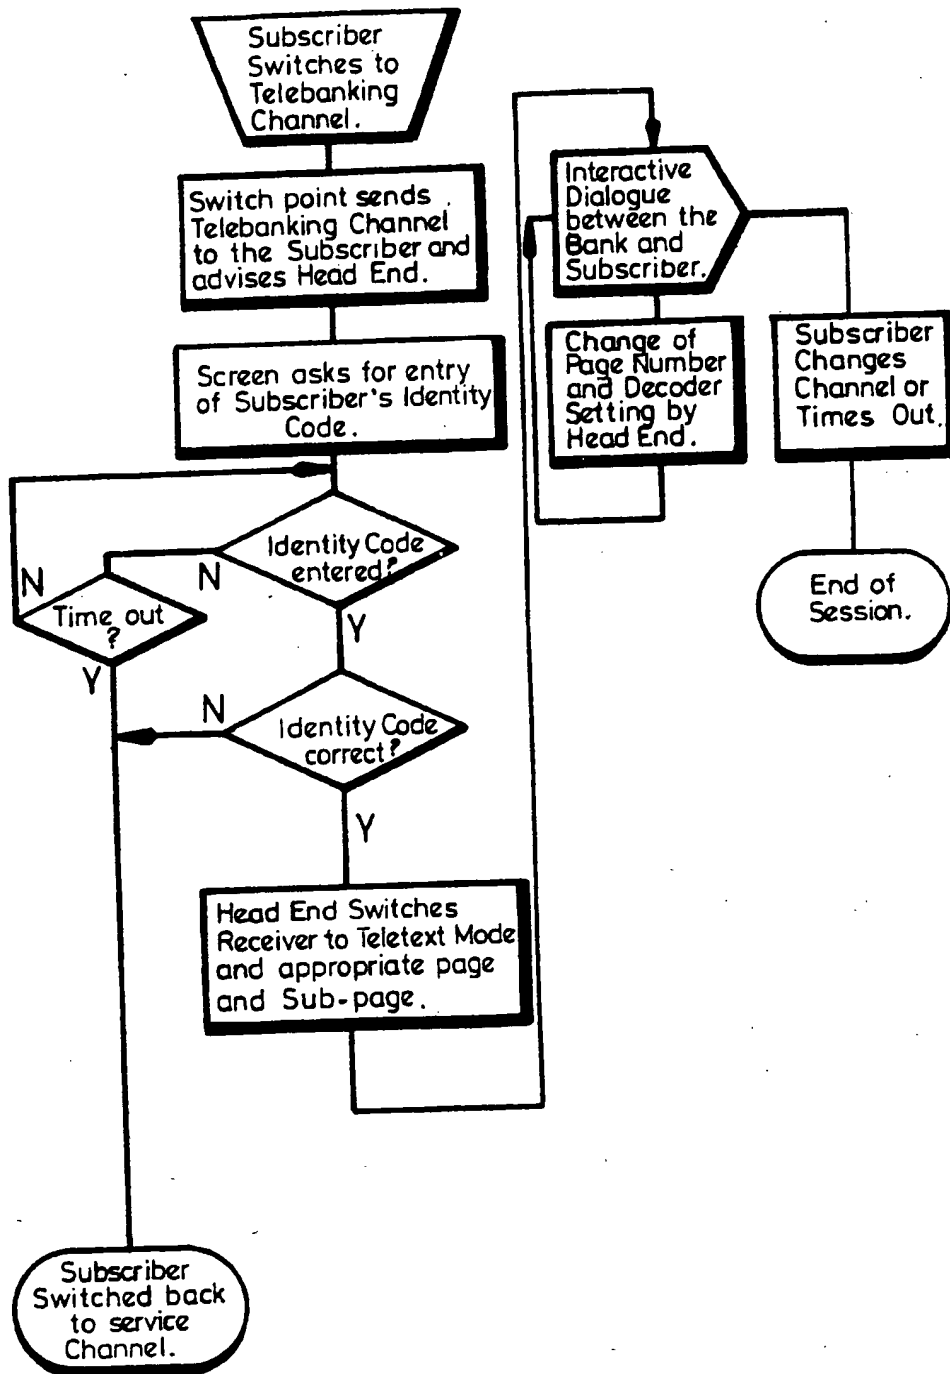 Subscriber
Switches to
Telebanking
Channel.
Switch point sends
Telebanking Channel
to the Subscriber and
advises Head End.
Screen asks for entry
of Subscriber's Identity
Code.
Identity Code
entered?
N
Y
Time out
?
N
Y
Identity Code
correct?
N
Y
Head End Switches
Receiver to Teletext Mode
and appropriate page
and Sub-page.
Subscriber
Switched back
to service
Channel.
Interactive
Dialogue
between the
Bank and
Subscriber.
Change of
Page Number
and Decoder
Setting by
Head End.
Subscriber
Changes
Channel or
Times Out.
End of
Session.